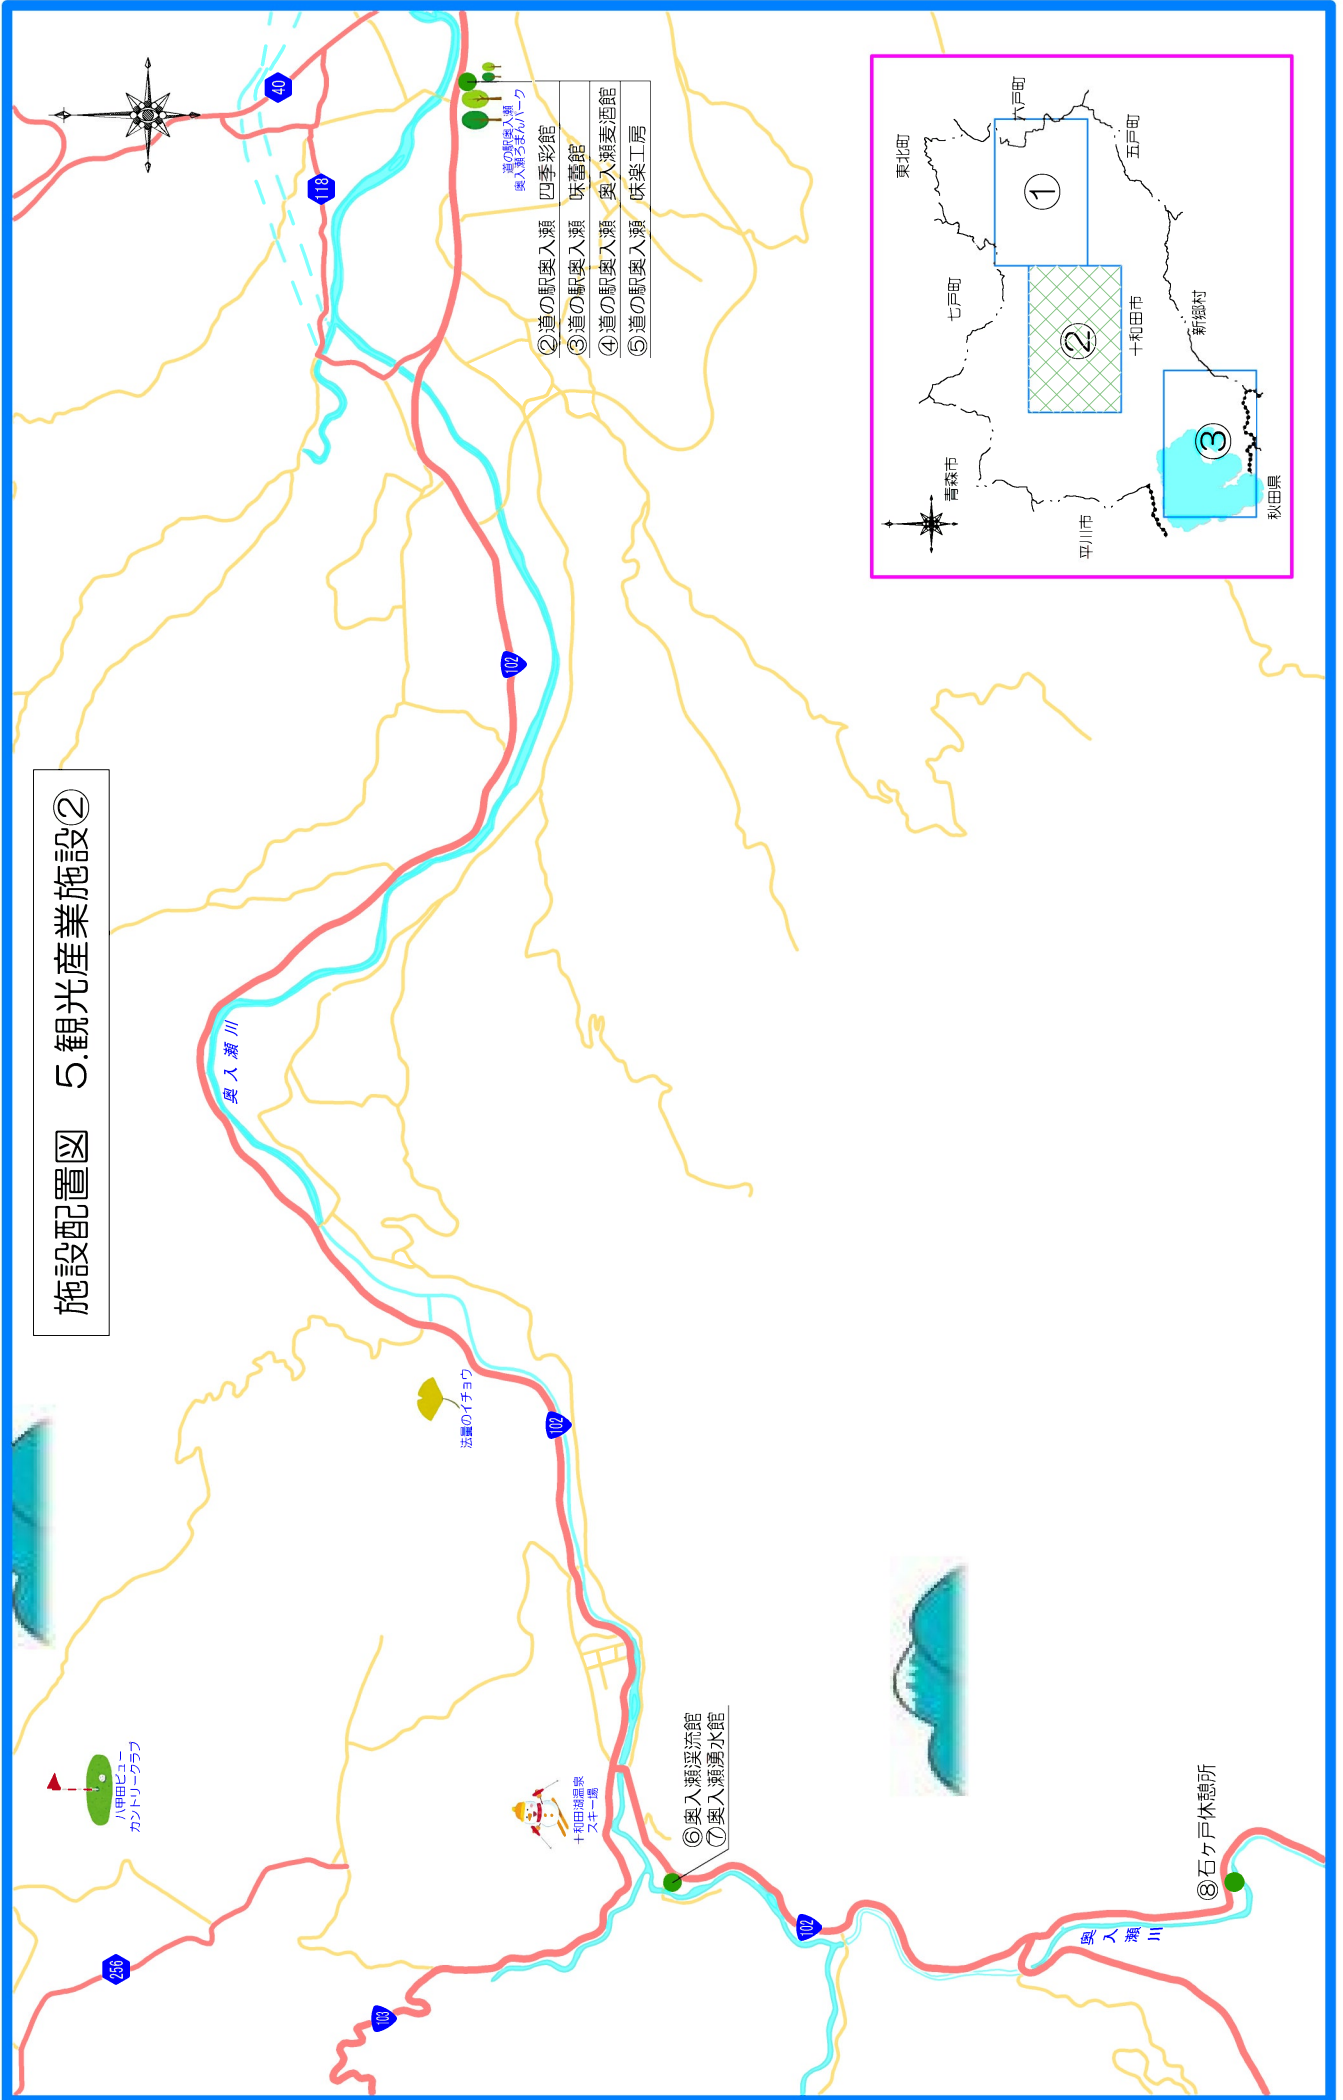 施設配置図　５.観光産業施設②
40
118
道の駅奥入瀬
奥入瀬ろまんパーク
②道の駅奥入瀬　四季彩館
③道の駅奥入瀬　味蕾館
④道の駅奥入瀬　奥入瀬麦酒館
⑤道の駅奥入瀬　味楽工房
102
奥入瀬川
法量のイチョウ
102
八甲田ビュー
カントリークラブ
十和田湖温泉
スキー場
⑥奥入瀬渓流館
⑦奥入瀬湧水館
256
103
102
奥入瀬川
⑧石ヶ戸休憩所
東北町
六戸町
五戸町
七戸町
十和田市
新郷村
青森市
平川市
秋田県
①
②
③